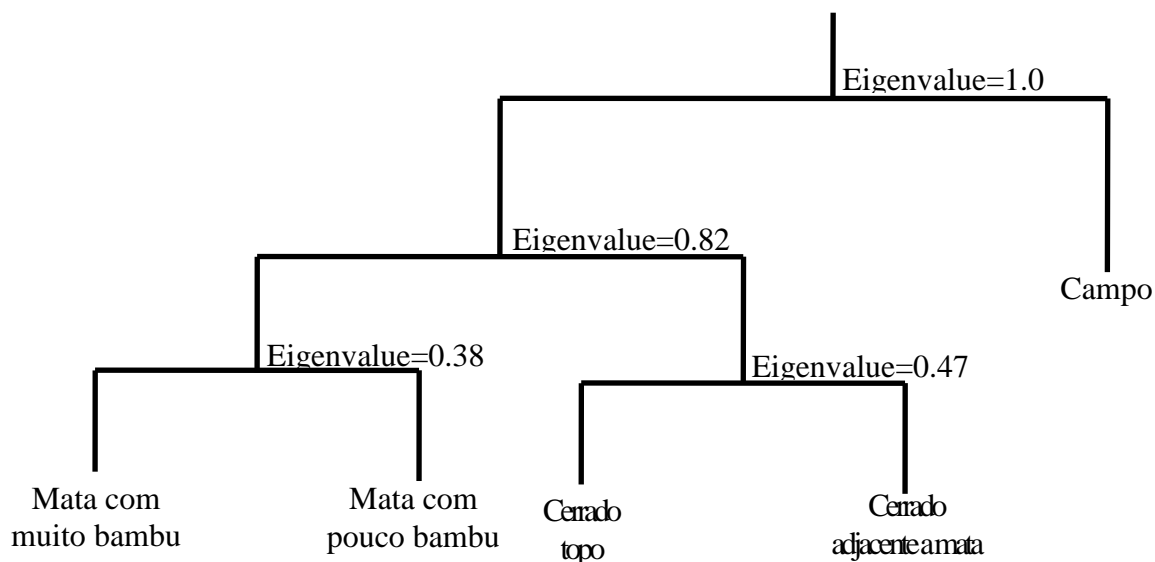 Eigenvalue=1.0
Eigenvalue=0.82
Campo
Eigenvalue=0.38
Eigenvalue=0.47
Mata com
muito bambu
Mata com
pouco bambu
Cerrado
topo
Cerrado
adjacente a mata